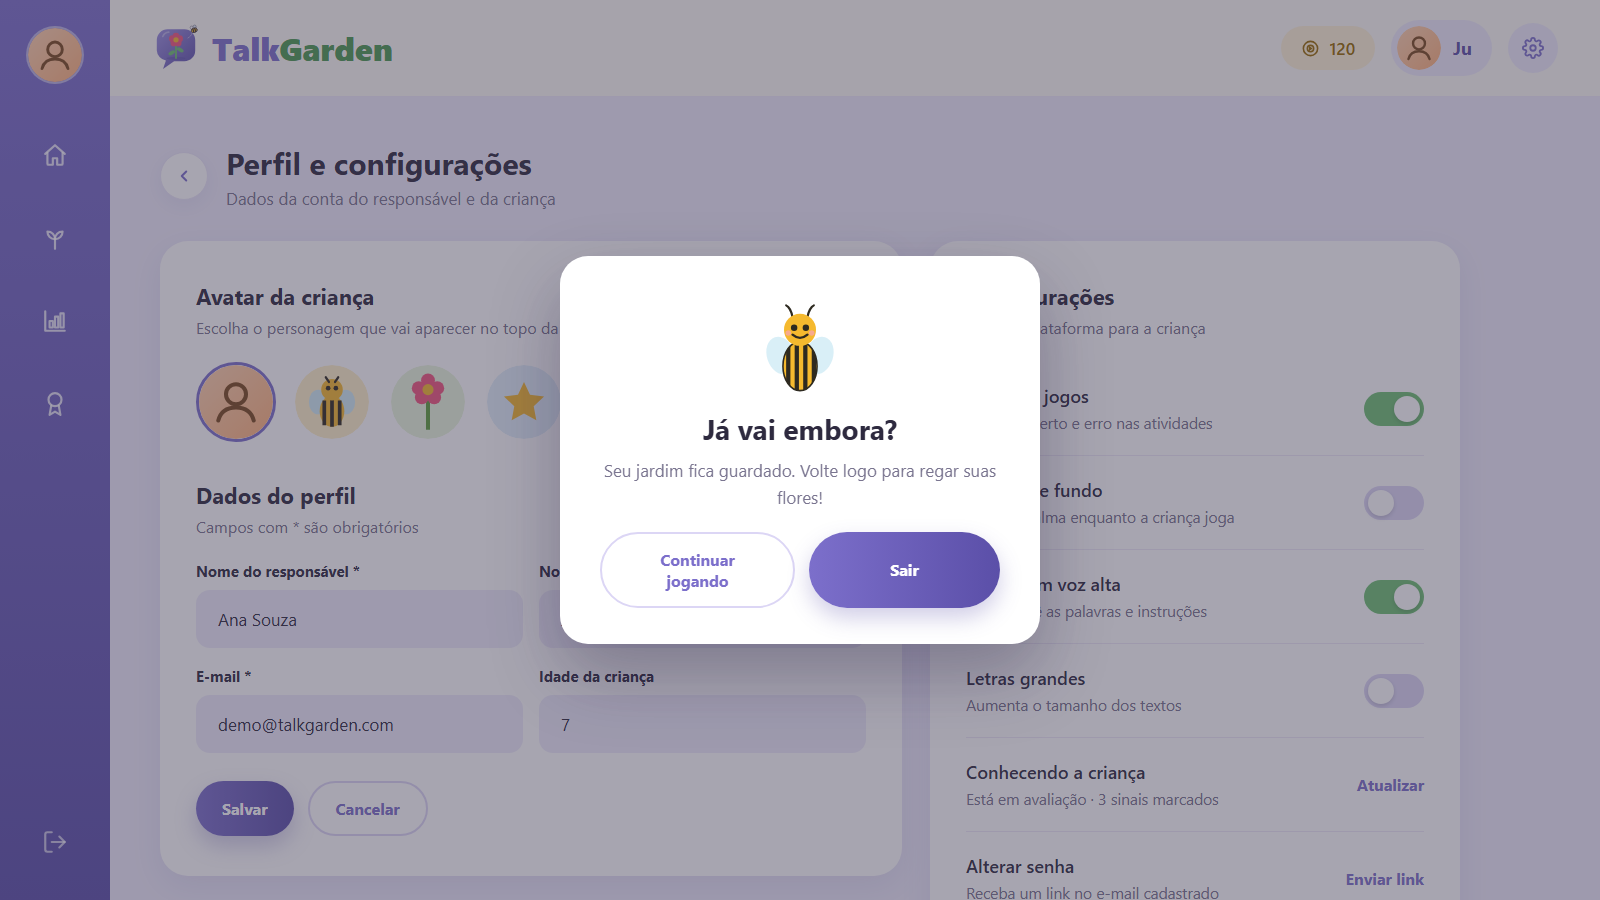 TalkGarden
120
Ju
Perfil e configurações
Dados da conta do responsável e da criança
Avatar da criança
Escolha o personagem que vai aparecer no topo da
Dados do perfil
Campos com * são obrigatórios
Nome do responsável *
No
Ana Souza
E-mail *
Idade da criança
demo@talkgarden.com
7
Salvar
Cancelar
Já vai embora?
Seu jardim fica guardado. Volte logo para regar suas
flores!
Continuar
jogando
Sair
urações
ataforma para a criança
jogos
erto e erro nas atividades
e fundo
lma enquanto a criança joga
m voz alta
e as palavras e instruções
Letras grandes
Aumenta o tamanho dos textos
Conhecendo a criança
Está em avaliação · 3 sinais marcados
Atualizar
Alterar senha
Receba um link no e-mail cadastrado
Enviar link